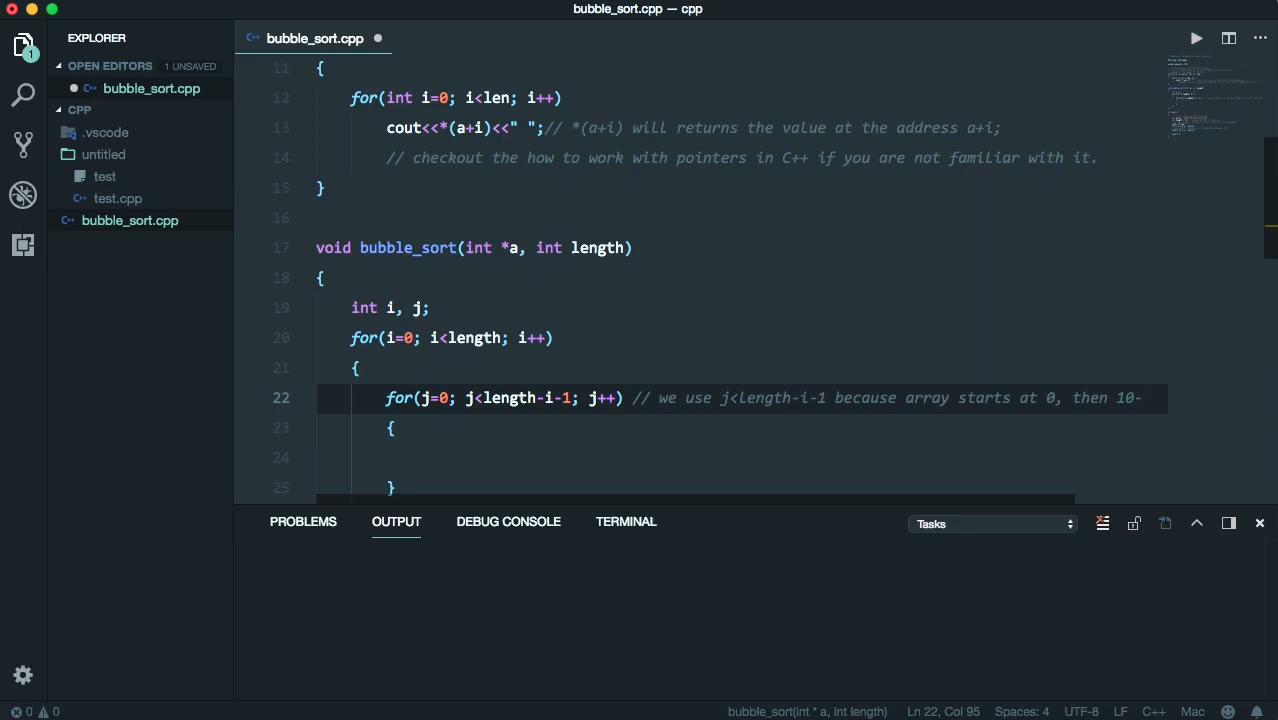 bubble_sort.cpp — cpp
EXPLORER
bubble_sort.cpp
1
OPEN EDITORS 1 UNSAVED
bubble_sort.cpp
CPP
.vscode
untitled
test
test.cpp
bubble_sort.cpp
11 {
12 for(int i=0; i<len; i++)
13 cout<<*(a+i)<<" ";// *(a+i) will returns the value at the address a+i;
14 // checkout the how to work with pointers in C++ if you are not familiar with it.
15 }
16
17 void bubble_sort(int *a, int length)
18 {
19 int i, j;
20 for(i=0; i<length; i++)
21 {
22 for(j=0; j<length-i-1; j++) // we use j<length-i-1 because array starts at 0, then 10-
23 {
24
25 }
PROBLEMS OUTPUT DEBUG CONSOLE TERMINAL Tasks
0 0 bubble_sort(int * a, int length) Ln 22, Col 95 Spaces: 4 UTF-8 LF C++ Mac